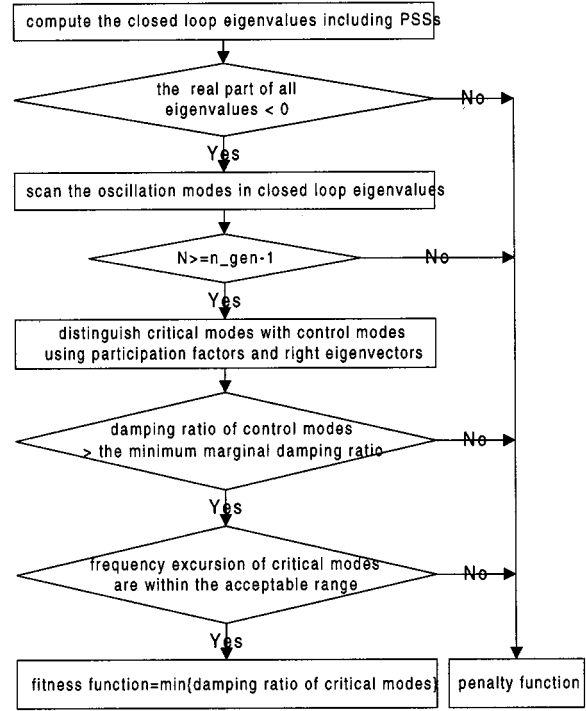 compute the closed loop eigenvalues including PSSs
the real part of all
eigenvalues < 0
No
Yes
scan the oscillation modes in closed loop eigenvalues
N>=n_gen-1
No
Yes
distinguish critical modes with control modes
using participation factors and right eigenvectors
damping ratio of control modes
> the minimum marginal damping ratio
No
Yes
frequency excursion of critical modes
are within the acceptable range
No
Yes
fitness function=min{damping ratio of critical modes}
penalty function